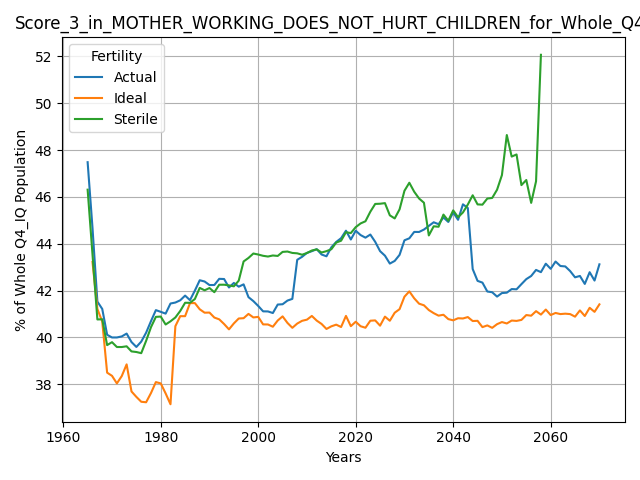 Score_3_in_MOTHER_WORKING_DOES_NOT_HURT_CHILDREN_for_Whole_Q4
Fertility
Actual
Ideal
Sterile
% of Whole Q4_IQ Population
52
50
48
46
44
42
40
38
1960 1980 2000 2020 2040 2060
Years